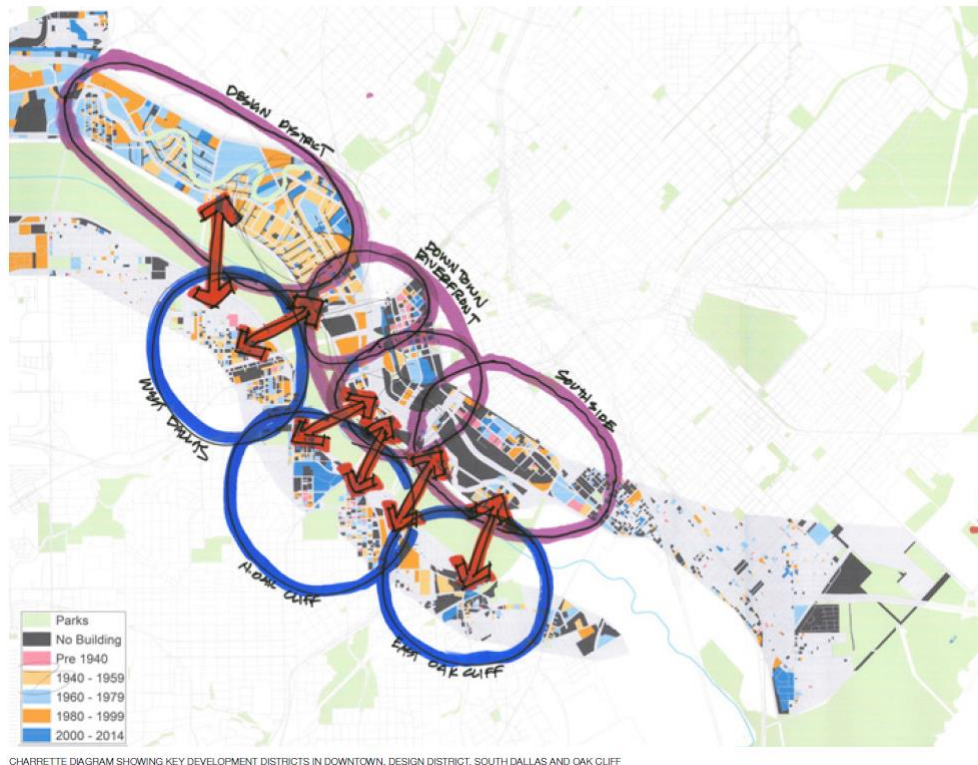 DESIGN DISTRICT
DOWNTOWN
RIVERFRONT
SOUTHSIDE
WEST DALLAS
N. OAK CLIFF
EAST OAK CLIFF
Parks
No Building
Pre 1940
1940 - 1959
1960 - 1979
1980 - 1999
2000 - 2014
CHARRETTE DIAGRAM SHOWING KEY DEVELOPMENT DISTRICTS IN DOWNTOWN, DESIGN DISTRICT, SOUTH DALLAS AND OAK CLIFF